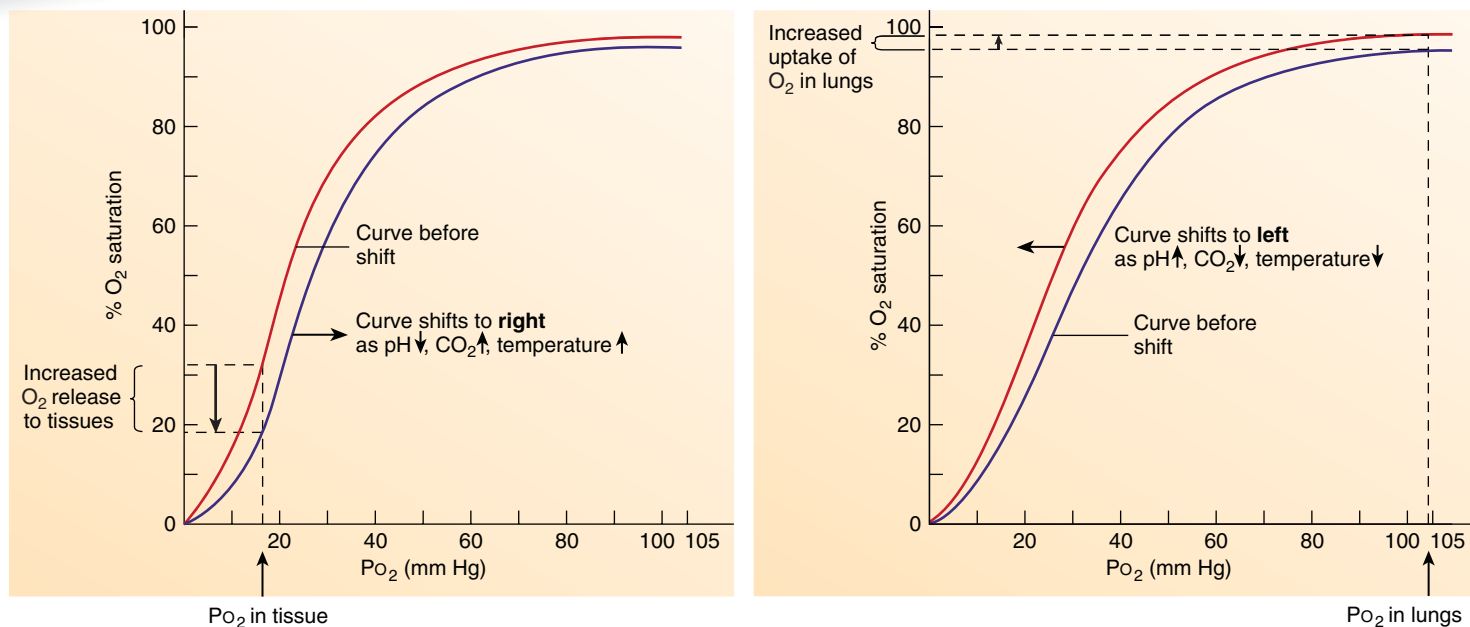 100
80
60
40
20
0
% O2 saturation
Curve before
shift
Curve shifts to right
as pH↓, CO2↑, temperature↑
Increased
O2 release
to tissues
20 40 60 80 100 105
PO2 (mm Hg)
PO2 in tissue
Increased
uptake of
O2 in lungs
100
80
60
40
20
0
% O2 saturation
Curve shifts to left
as pH↑, CO2↓, temperature↓
Curve before
shift
20 40 60 80 100 105
PO2 (mm Hg)
PO2 in lungs